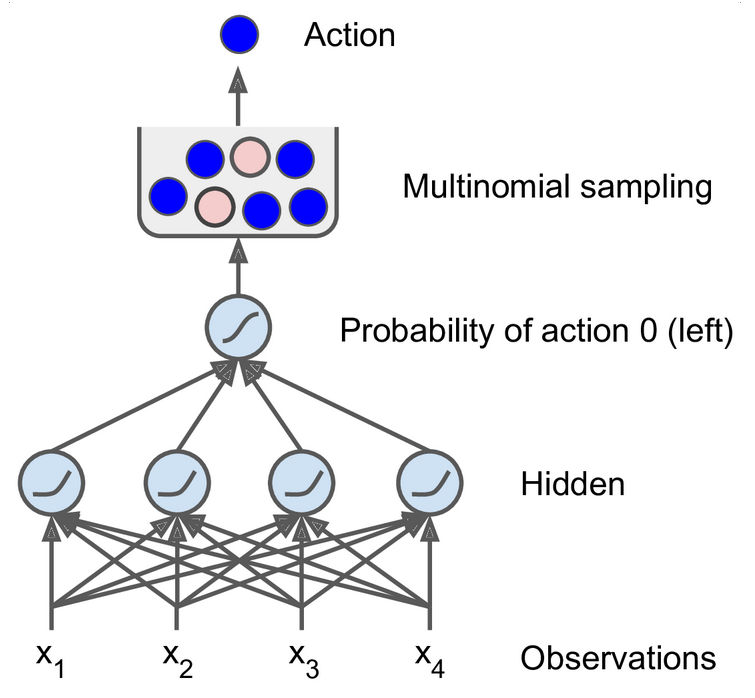 Action
Multinomial sampling
Probability of action 0 (left)
Hidden
x1 x2 x3 x4 Observations